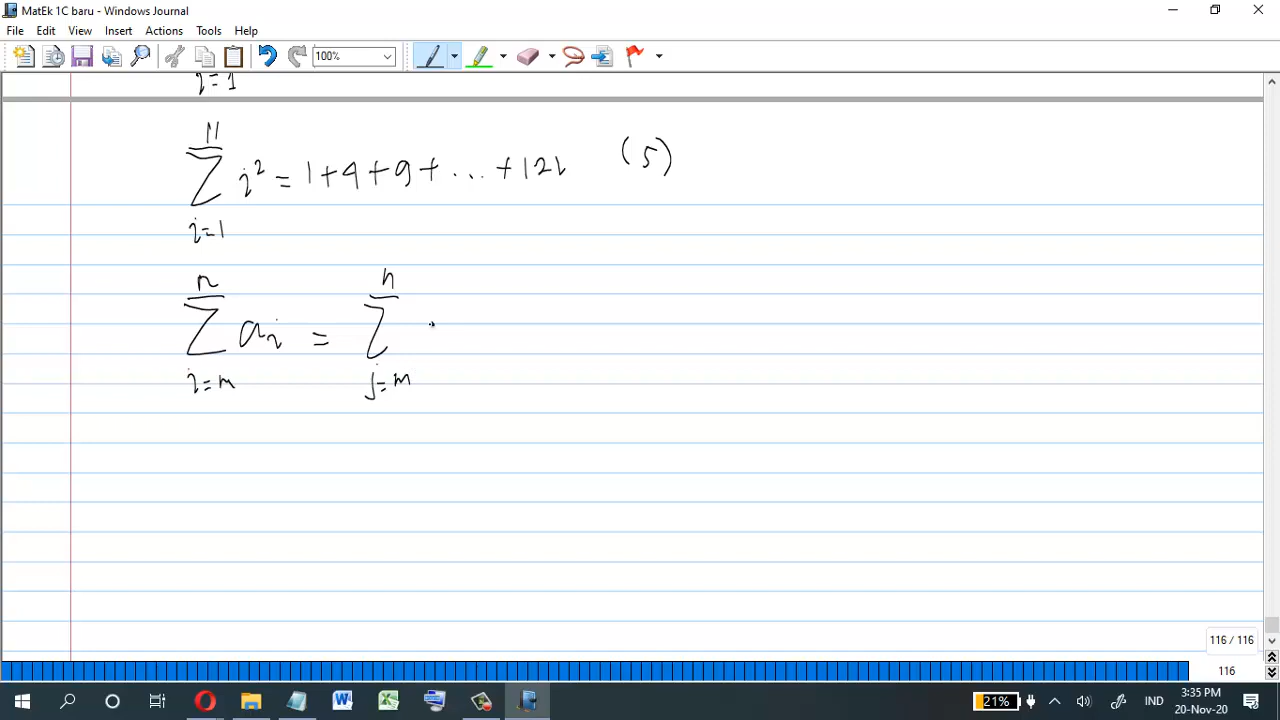 MatEk 1C baru - Windows Journal
File Edit View Insert Actions Tools Help
100%
i=1
11
∑ i² = 1+4+9+ ... +121 (5)
i=1
n n
∑ aᵢ = ∑
i=m j=m
116 / 116
116
21% IND 3:35 PM
20-Nov-20